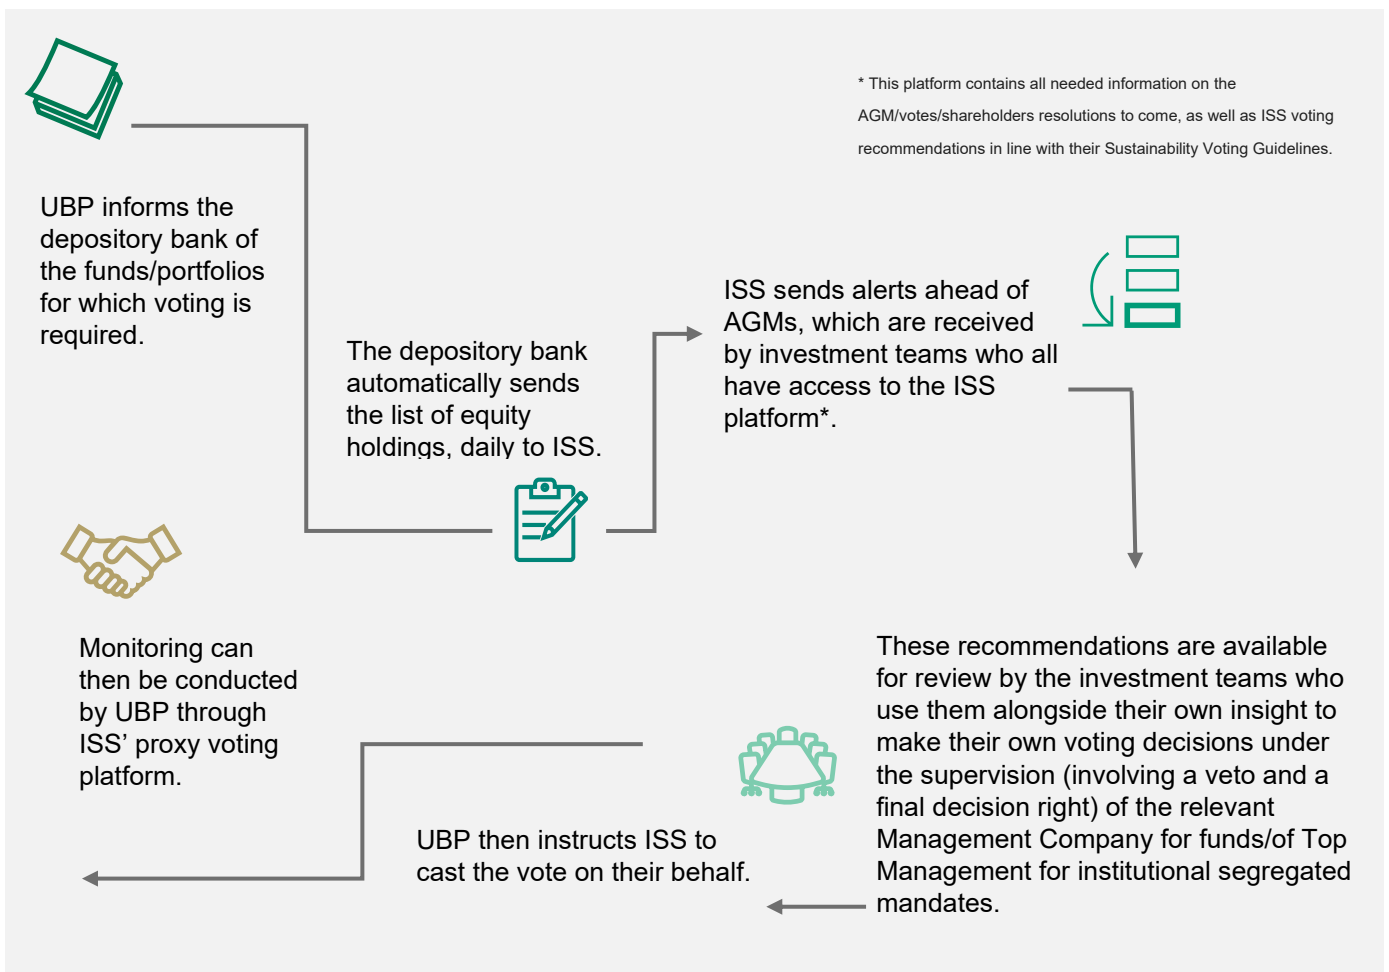 * This platform contains all needed information on the
AGM/votes/shareholders resolutions to come, as well as ISS voting
recommendations in line with their Sustainability Voting Guidelines.
UBP informs the
depository bank of
the funds/portfolios
for which voting is
required.
The depository bank
automatically sends
the list of equity
holdings, daily to ISS.
ISS sends alerts ahead of
AGMs, which are received
by investment teams who all
have access to the ISS
platform*.
These recommendations are available
for review by the investment teams who
use them alongside their own insight to
make their own voting decisions under
the supervision (involving a veto and a
final decision right) of the relevant
Management Company for funds/of Top
Management for institutional segregated
mandates.
UBP then instructs ISS to
cast the vote on their behalf.
Monitoring can
then be conducted
by UBP through
ISS’ proxy voting
platform.